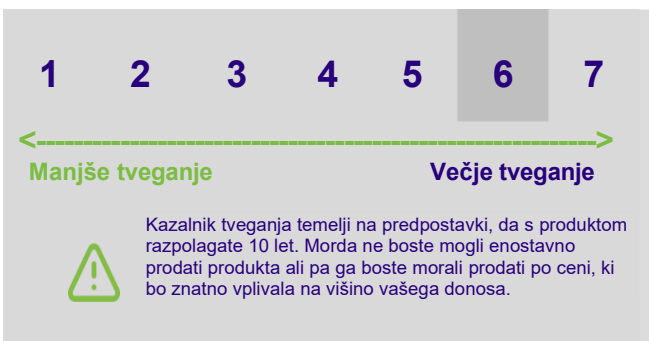 1 2 3 4 5 6 7
Manjše tveganje Večje tveganje
Kazalnik tveganja temelji na predpostavki, da s produktom
razpolagate 10 let. Morda ne boste mogli enostavno
prodati produkta ali pa ga boste morali prodati po ceni, ki
bo znatno vplivala na višino vašega donosa.